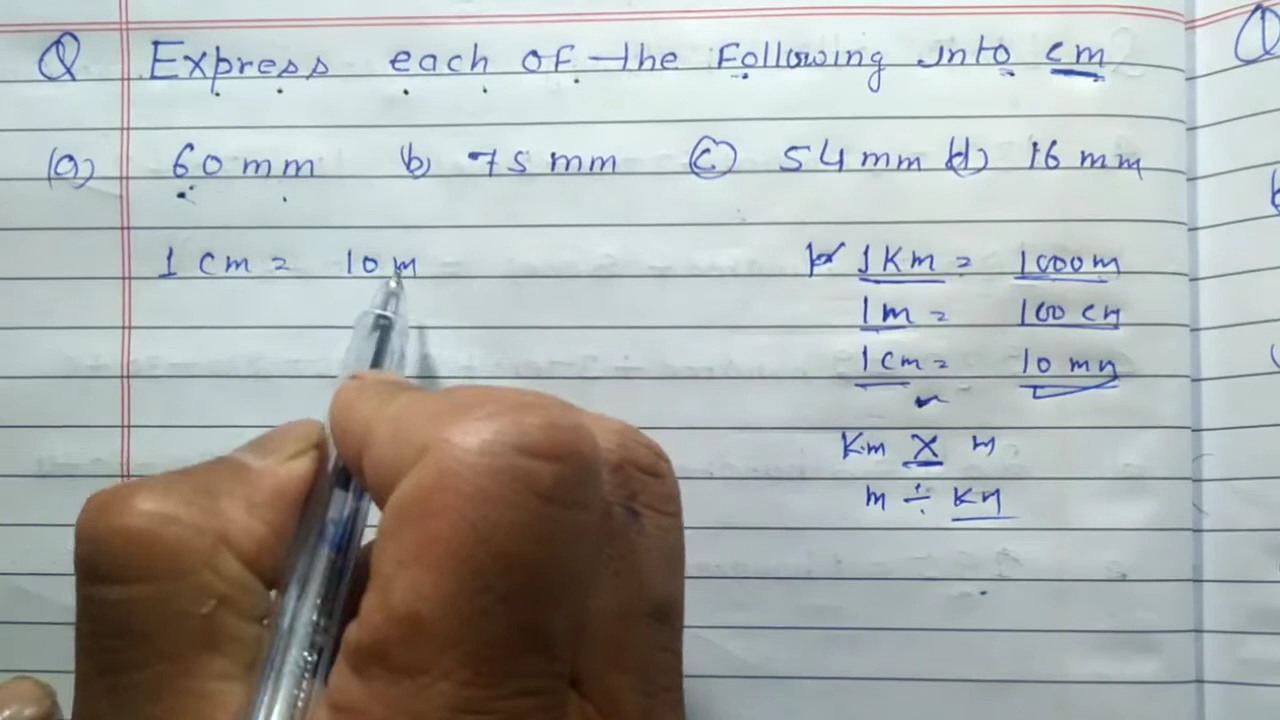 Q Express each of the Following into cm
(a) 60 mm b) 75 mm (c) 54 mm d) 16 mm
1 cm = 10 m
1 Km = 1000m
1 m = 100 cm
1 cm = 10 mm
Km X m
m ÷ Km